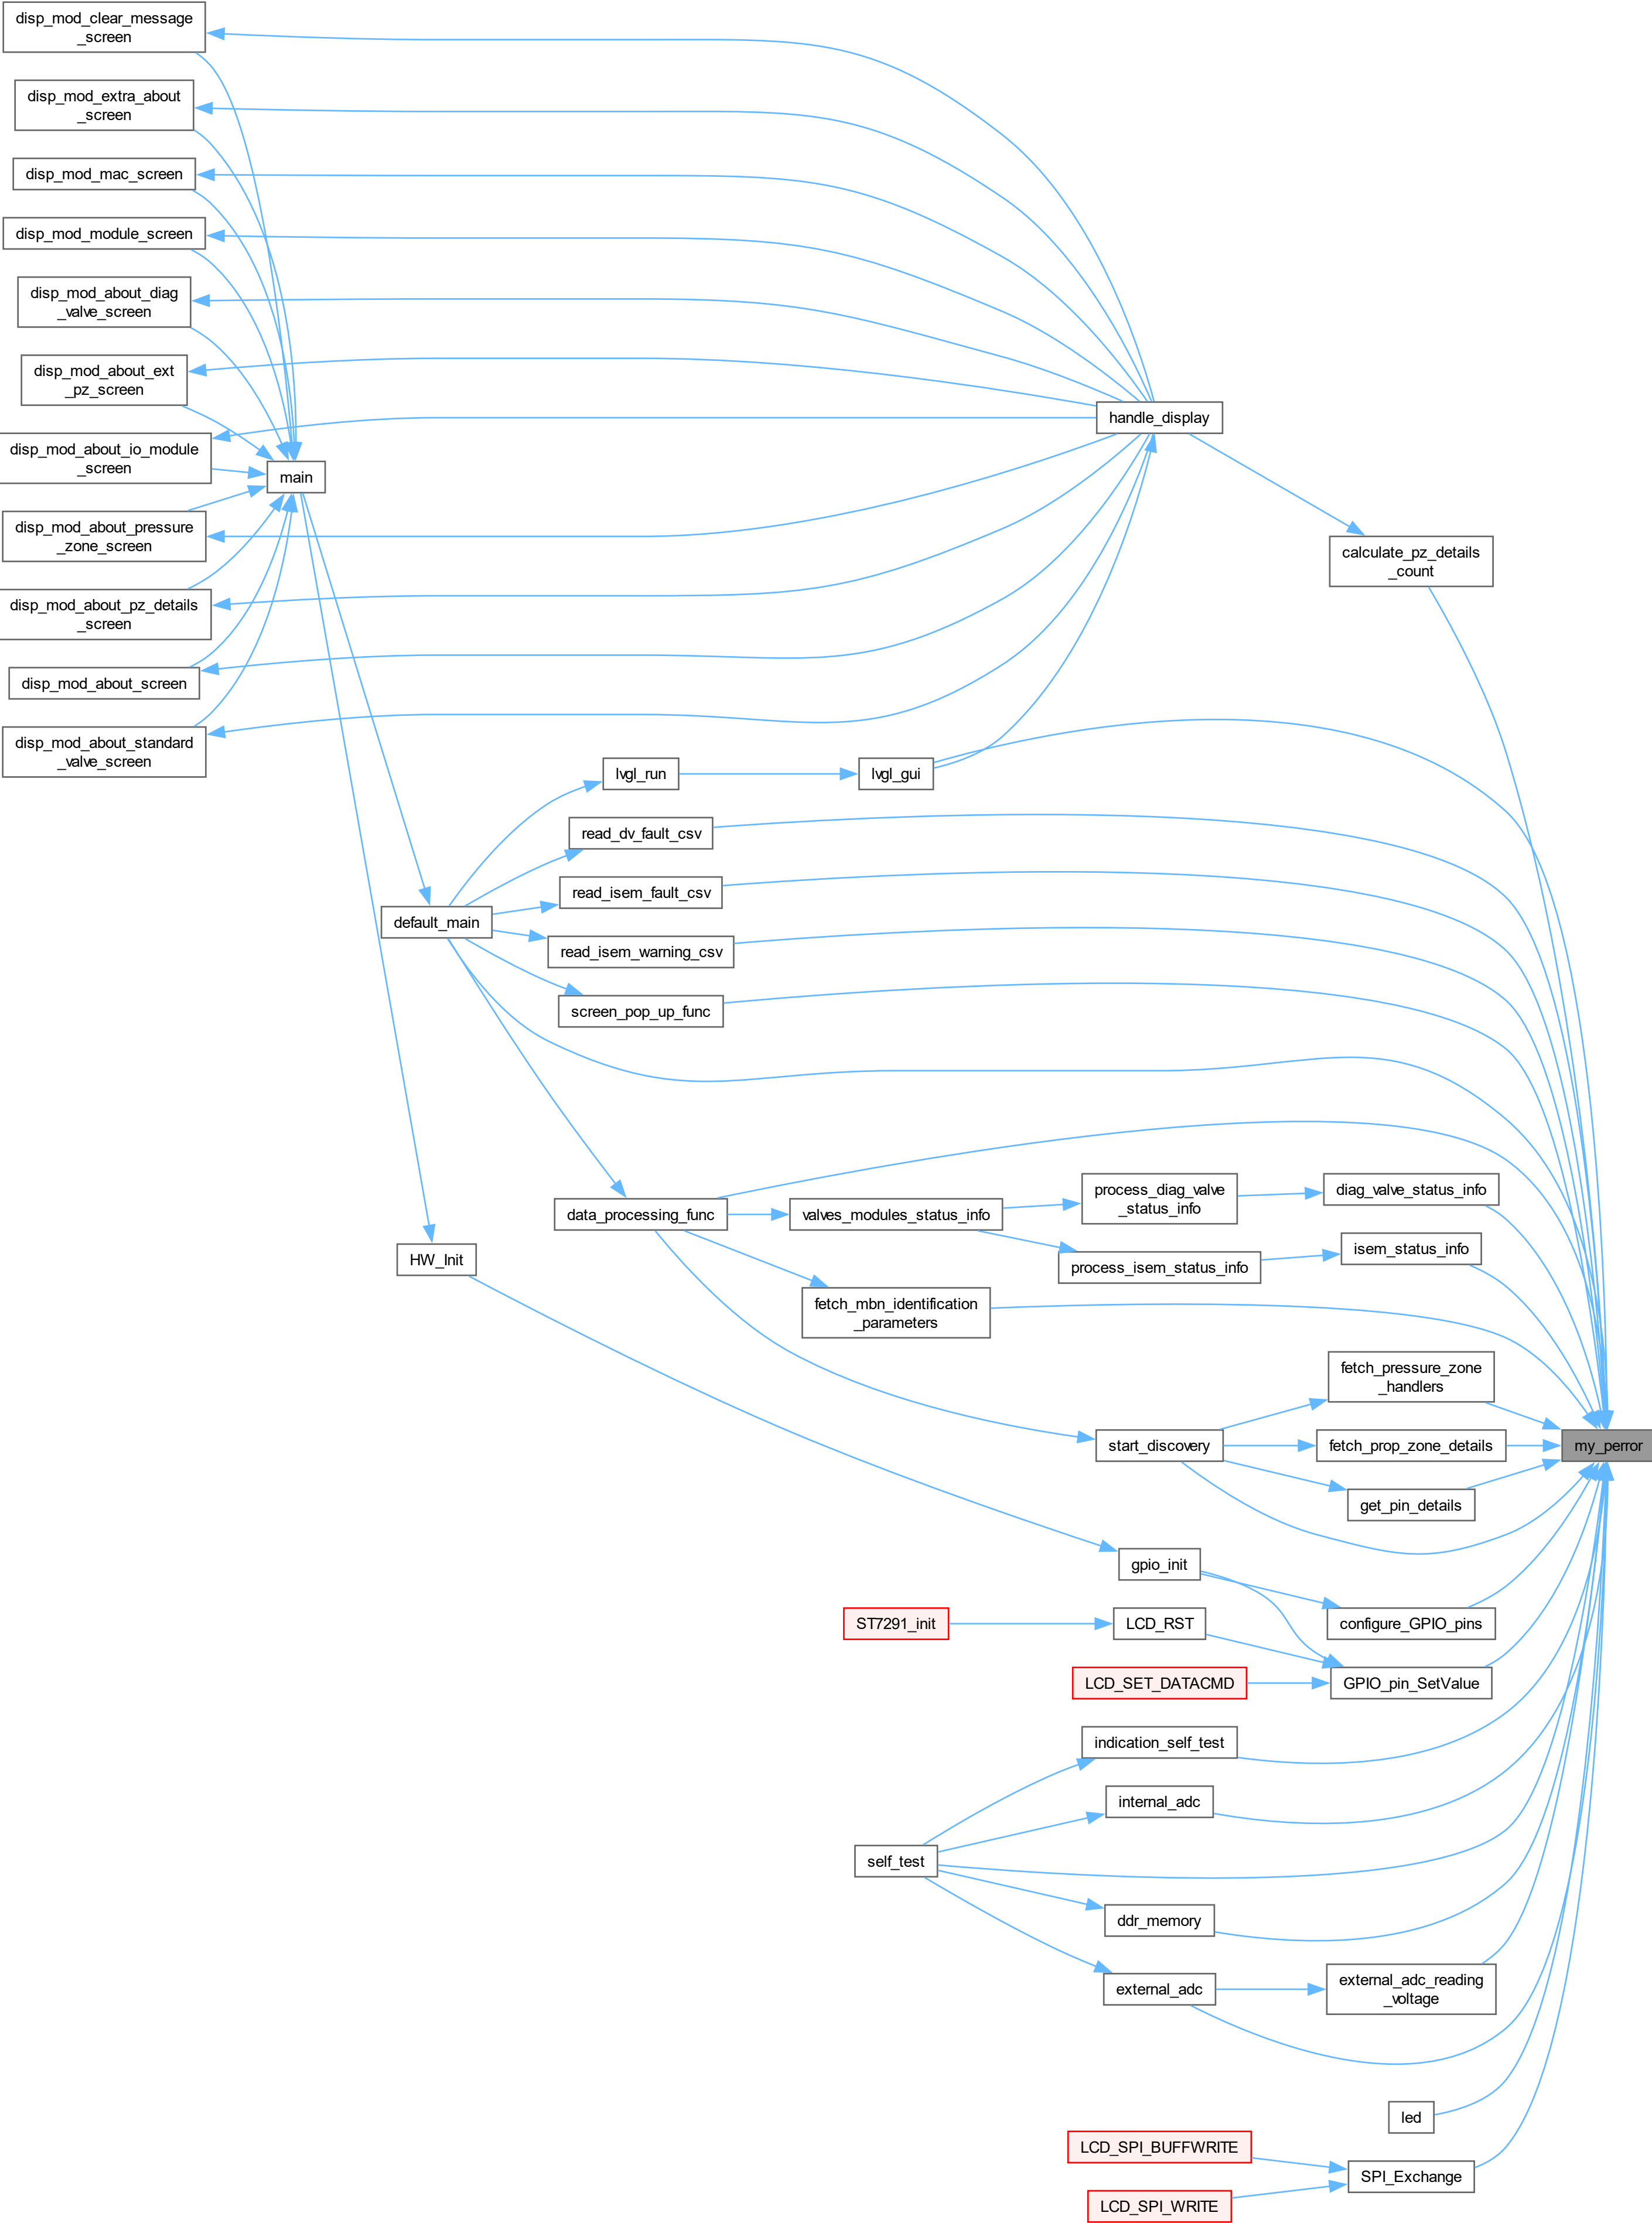 disp_mod_clear_message
_screen
disp_mod_extra_about
_screen
disp_mod_mac_screen
disp_mod_module_screen
disp_mod_about_diag
_valve_screen
disp_mod_about_ext
_pz_screen
disp_mod_about_io_module
_screen
disp_mod_about_pressure
_zone_screen
disp_mod_about_pz_details
_screen
disp_mod_about_screen
disp_mod_about_standard
_valve_screen
main
handle_display
calculate_pz_details
_count
lvgl_run
lvgl_gui
read_dv_fault_csv
read_isem_fault_csv
default_main
read_isem_warning_csv
screen_pop_up_func
data_processing_func
valves_modules_status_info
process_diag_valve
_status_info
diag_valve_status_info
isem_status_info
process_isem_status_info
HW_Init
fetch_mbn_identification
_parameters
fetch_pressure_zone
_handlers
start_discovery
fetch_prop_zone_details
my_perror
get_pin_details
gpio_init
configure_GPIO_pins
ST7291_init
LCD_RST
LCD_SET_DATACMD
GPIO_pin_SetValue
indication_self_test
internal_adc
self_test
ddr_memory
external_adc
external_adc_reading
_voltage
led
LCD_SPI_BUFFWRITE
SPI_Exchange
LCD_SPI_WRITE